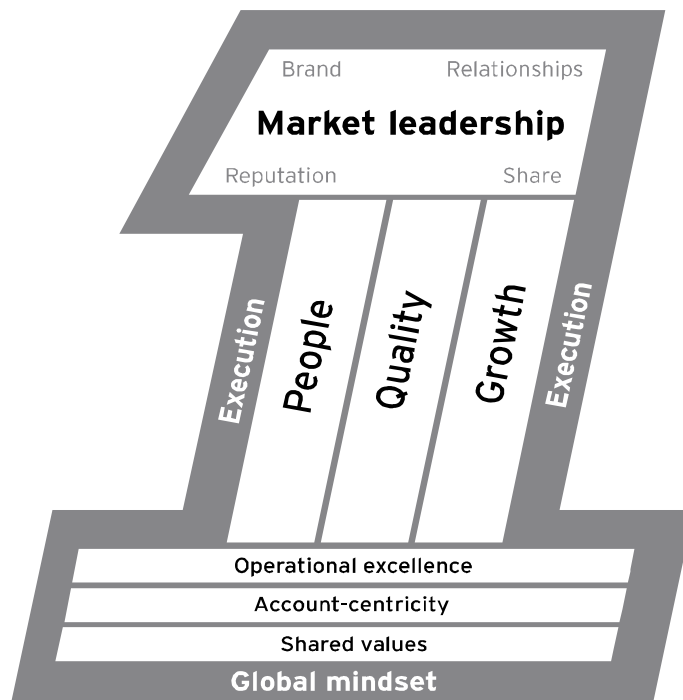 Brand Relationships
Market leadership
Reputation Share
Execution
People
Quality
Growth
Execution
Operational excellence
Account-centricity
Shared values
Global mindset